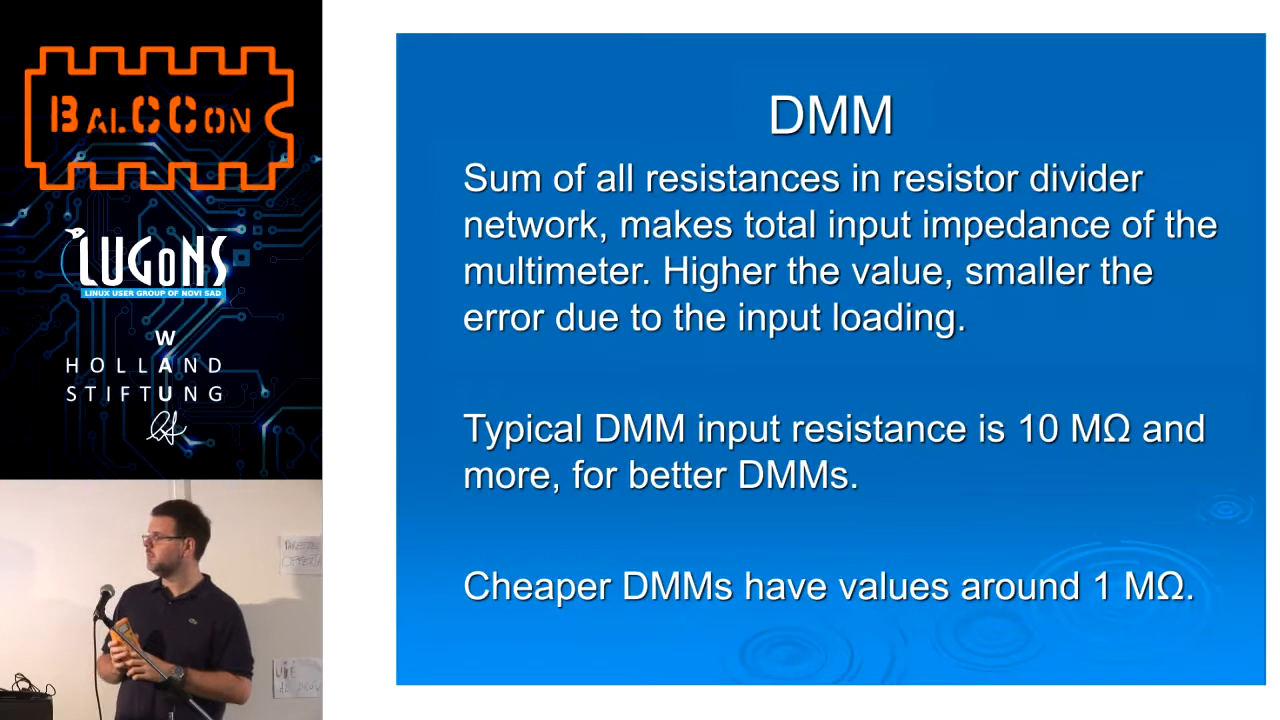 BALCCON
LUGONS
LINUX USER GROUP OF NOVI SAD
W
HOLLAND
STIFTUNG
DMM
Sum of all resistances in resistor divider
network, makes total input impedance of the
multimeter. Higher the value, smaller the
error due to the input loading.
Typical DMM input resistance is 10 MΩ and
more, for better DMMs.
Cheaper DMMs have values around 1 MΩ.